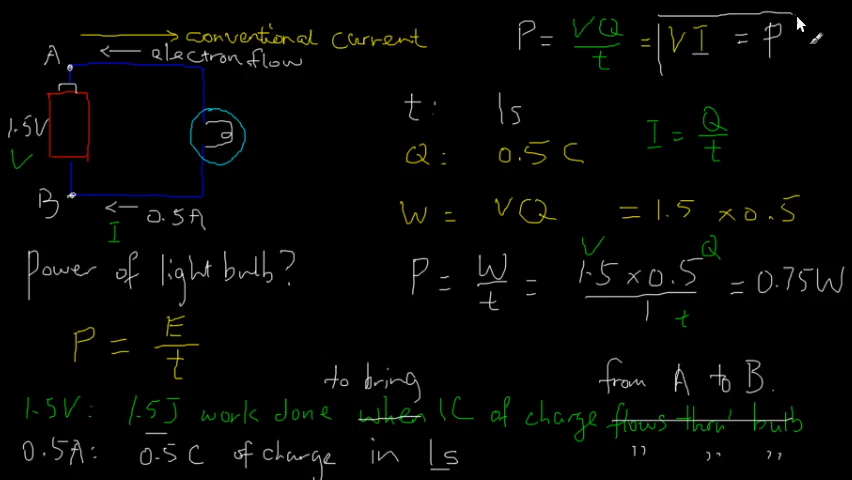 conventional current
A ← electron flow
1.5V
V
B
← 0.5A
I
P = VQ/t = VI = P
t: 1s
Q: 0.5 C
I = Q/t
W = VQ = 1.5 × 0.5
Power of light bulb?
P = W/t = 1.5 × 0.5 / 1 = 0.75W
V Q
t
P = E/t
to bring from A to B.
1.5V: 1.5J work done when 1C of charge flows thro' bulb
0.5A: 0.5 C of charge in 1s " " "